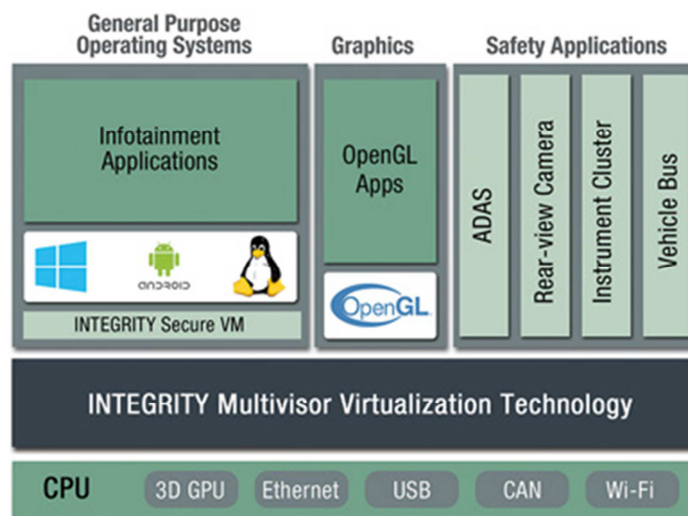 General Purpose
Operating Systems
Graphics
Safety Applications
Infotainment
Applications
ANDROID
INTEGRITY Secure VM
OpenGL
Apps
OpenGL
ADAS
Rear-view Camera
Instrument Cluster
Vehicle Bus
INTEGRITY Multivisor Virtualization Technology
CPU
3D GPU
Ethernet
USB
CAN
Wi-Fi